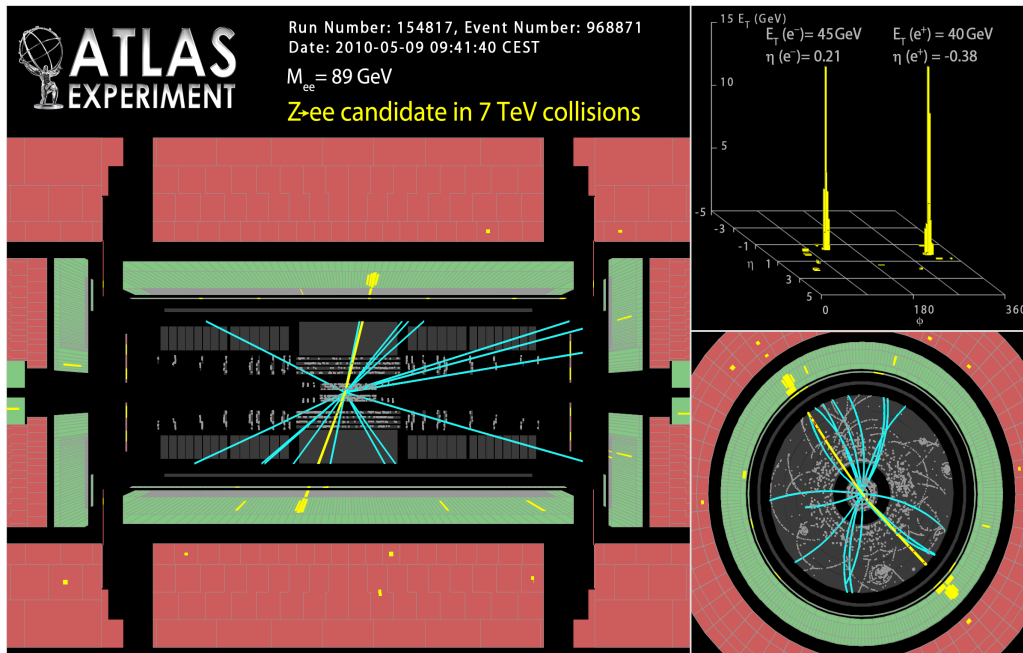 ATLAS
EXPERIMENT
Run Number: 154817, Event Number: 968871
Date: 2010-05-09 09:41:40 CEST
M_ee = 89 GeV
Z→ee candidate in 7 TeV collisions
15 E_T (GeV)
E_T (e⁻)= 45 GeV
η (e⁻)= 0.21
E_T (e⁺)= 40 GeV
η (e⁺)= -0.38
10
5
-5
-3
-1
η 1
3
5
0 180 360
Φ